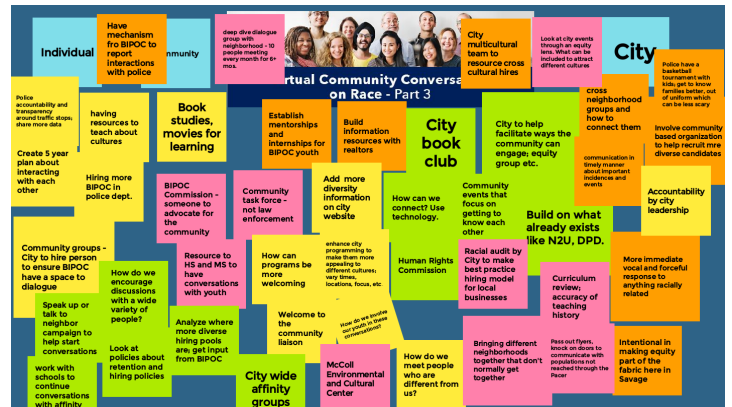 Individual
Have
mechanism
fro BIPOC to
report
interactions
with police
deep dive dialogue
group with
neighborhood - 10
people meeting
every month for 6+
mos.
rtual Community Conversa
on Race - Part 3
City
multicultural
team to
resource cross
cultural hires
Look at city events
through an equity
lens. What can be
included to attract
different cultures
City
Police have a
basketball
tournament with
kids; get to know
families better, out
of uniform which
can be less scary
Police
accountability and
transparency
around traffic stops;
share more data
having
resources to
teach about
cultures
Book
studies,
movies for
learning
Establish
mentorships
and
internships for
BIPOC youth
Build
information
resources with
realtors
City
book
club
City to help
facilitate ways the
community can
engage; equity
group etc.
cross
neighborhood
groups and
how to
connect them
Involve community
based organization
to help recruit mre
diverse candidates
Create 5 year
plan about
interacting
with each
other
Hiring more
BIPOC in
police dept.
BIPOC
Commission -
someone to
advocate for
the
community
Community
task force -
not law
enforcement
Add more
diversity
information
on city
website
How can we
connect? Use
technology.
Community
events that
focus on
getting to
know each
other
communication in
timely manner
about important
incidences and
events
Accountability
by city
leadership
Build on what
already exists
like N2U, DPD.
Community groups -
City to hire person
to ensure BIPOC
have a space to
dialogue
How do we
encourage
discussions
with a wide
variety of
people?
Resource to
HS and MS to
have
conversations
with youth
How can
programs be
more
welcoming
enhance city
programming to
make them more
appealing to
different cultures;
vary times,
locations, focus, etc
Human Rights
Commission
Racial audit by
City to make
best practice
hiring model for
local businesses
Curriculum
review;
accuracy of
teaching
history
More immediate
vocal and forceful
response to
anything racially
related
Speak up or
talk to
neighbor
campaign to
help start
conversations
Look at
policies about
retention and
hiring policies
Analyze where
more diverse
hiring pools
are; get input
from BIPOC
Welcome to
the
community
liaison
How do we involve
our youth in these
conversations?
work with
schools to
continue
conversations
with affinity
City wide
affinity
groups
McColl
Environmental
and Cultural
Center
How do we
meet people
who are
different from
us?
Bringing different
neighborhoods
together that don't
normally get
together
Pass out flyers,
knock on doors to
communicate with
populations not
reached through the
Pacer
Intentional in
making equity
part of the
fabric here in
Savage